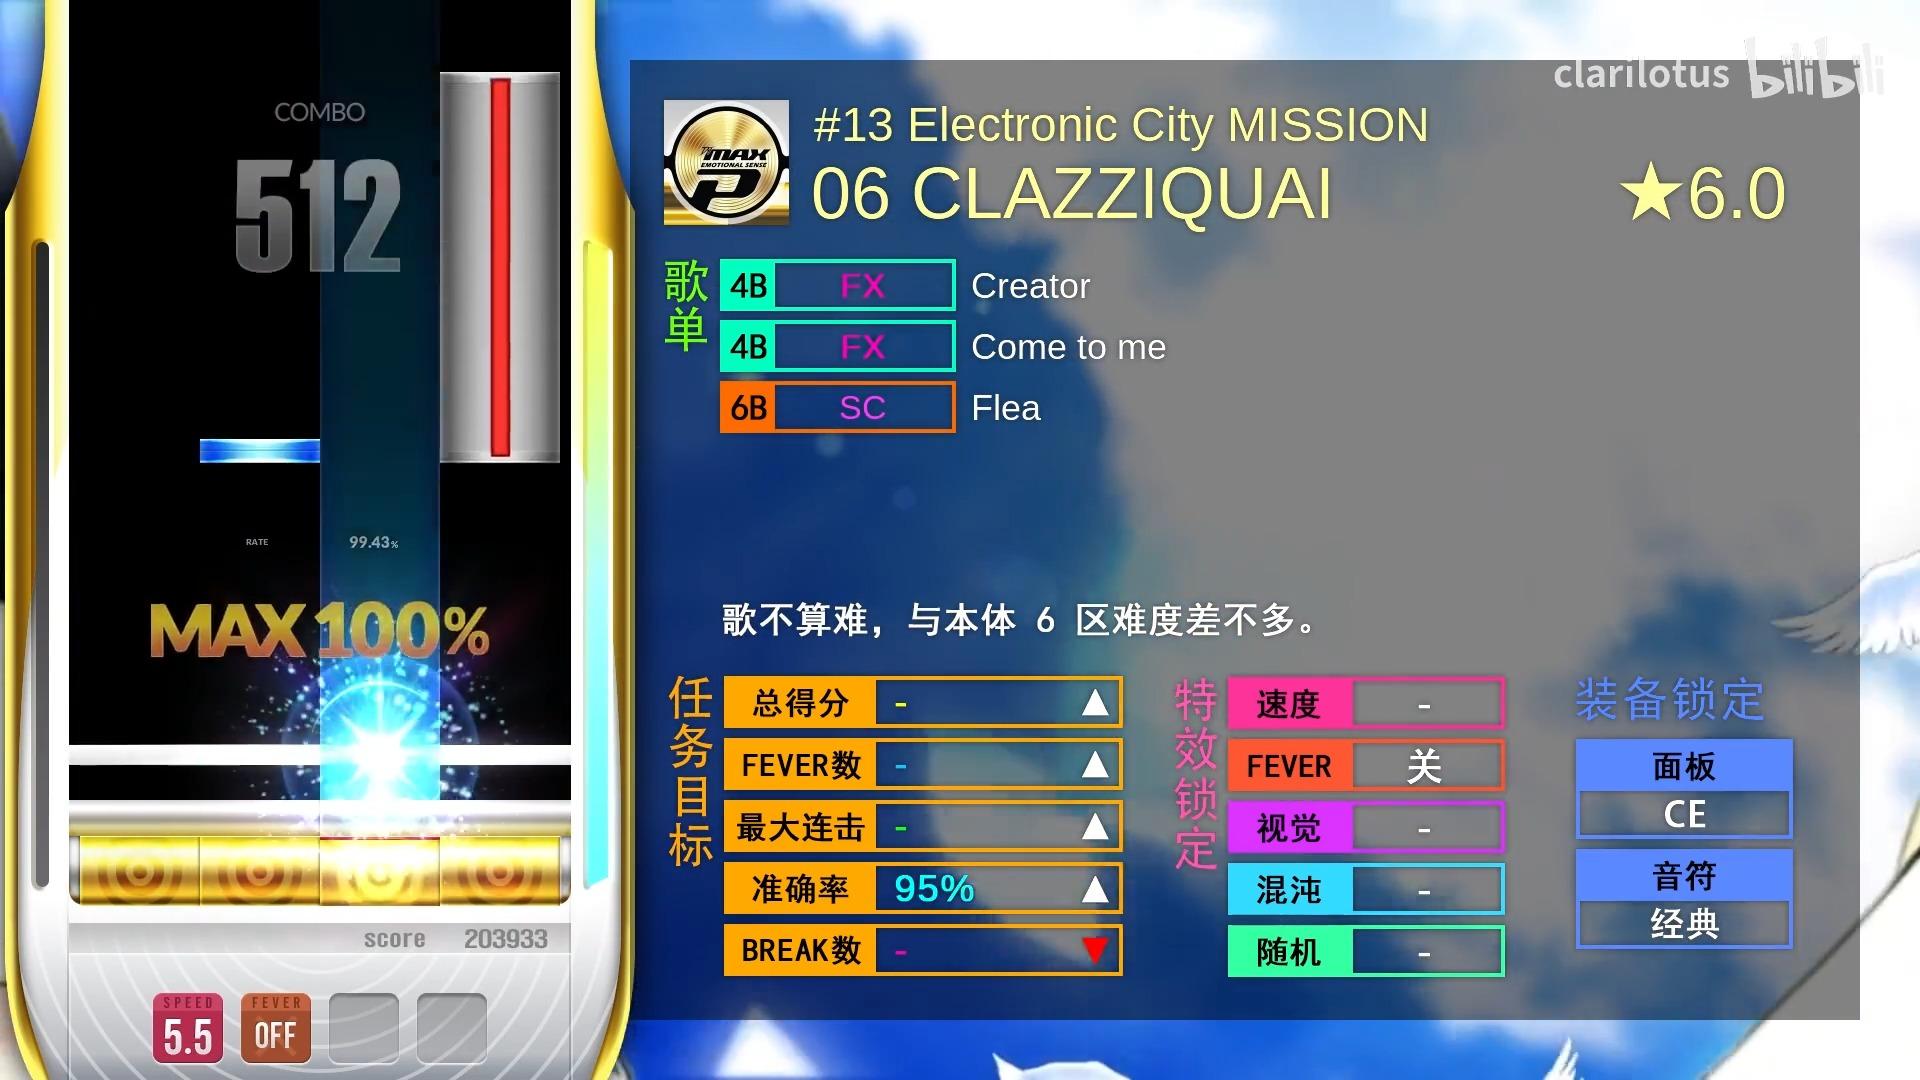 COMBO
512
RATE 99.43%
MAX 100%
score 203933
SPEED
5.5
FEVER
OFF
clarilotus bilibili
MAX
EMOTIONAL SENSE
#13 Electronic City MISSION
06 CLAZZIQUAI
★6.0
歌单
4B FX Creator
4B FX Come to me
6B SC Flea
歌不算难，与本体 6 区难度差不多。
任务目标
总得分 - ▲
FEVER数 - ▲
最大连击 - ▲
准确率 95% ▲
BREAK数 - ▼
特效锁定
速度 -
FEVER 关
视觉 -
混沌 -
随机 -
装备锁定
面板
CE
音符
经典